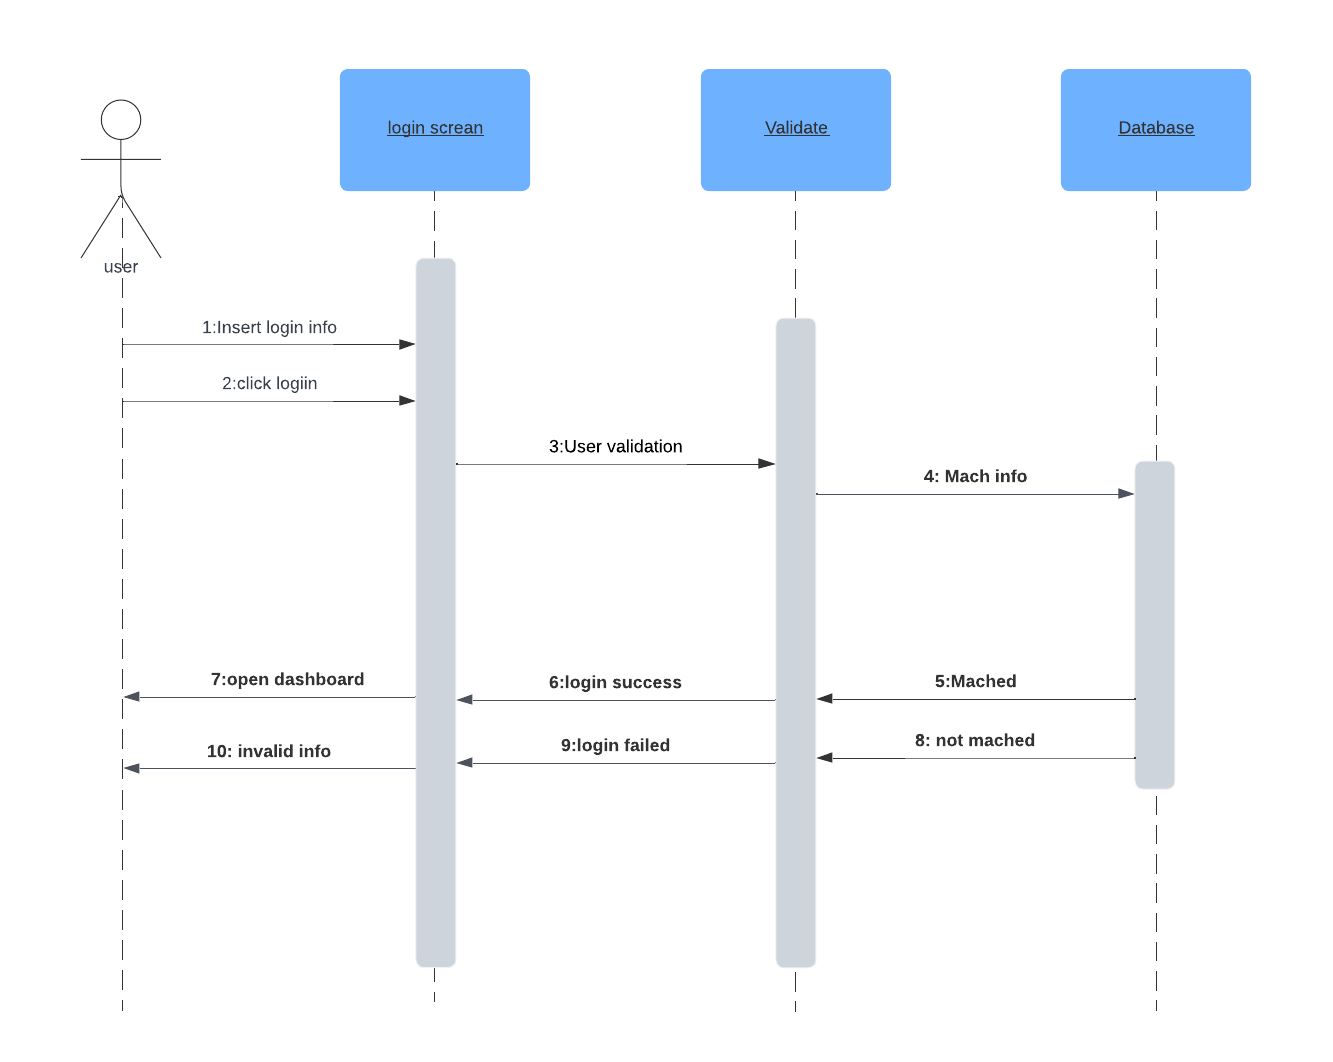 login screan
Validate
Database
user
1:Insert login info
2:click logiin
3:User validation
4: Mach info
7:open dashboard
6:login success
5:Mached
10: invalid info
9:login failed
8: not mached